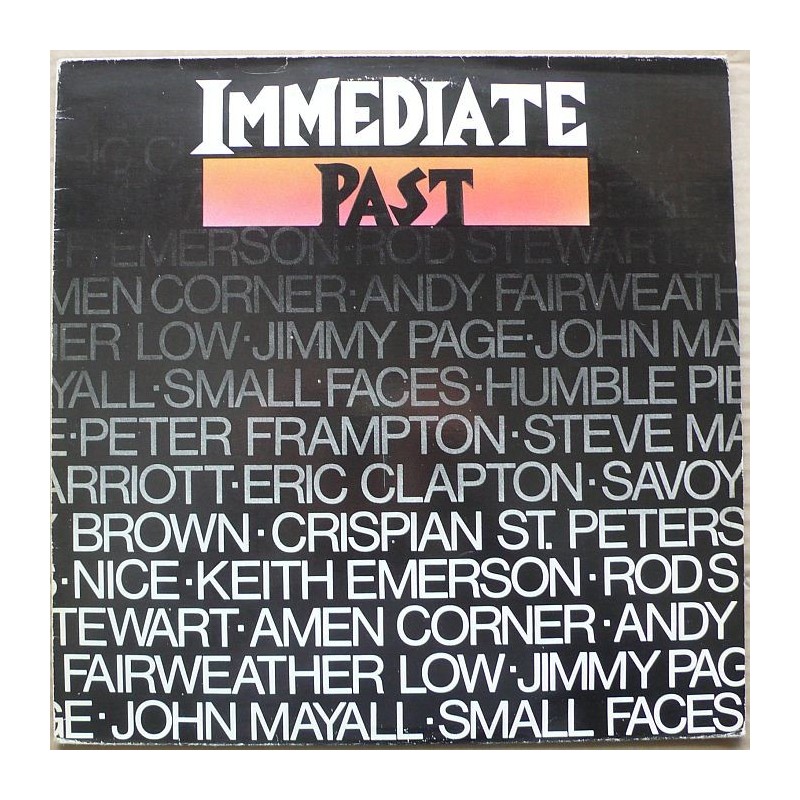 IMMEDIATE
PAST
H EMERSON·ROD STEWART·
MEN CORNER·ANDY FAIRWEATH
ER LOW·JIMMY PAGE·JOHN MA
YALL·SMALL FACES·HUMBLE PIE
E·PETER FRAMPTON·STEVE MA
ARRIOTT·ERIC CLAPTON·SAVOY
Y BROWN·CRISPIAN ST. PETERS
S·NICE·KEITH EMERSON·ROD S
TEWART·AMEN CORNER·ANDY
FAIRWEATHER LOW·JIMMY PAG
GE·JOHN MAYALL·SMALL FACES